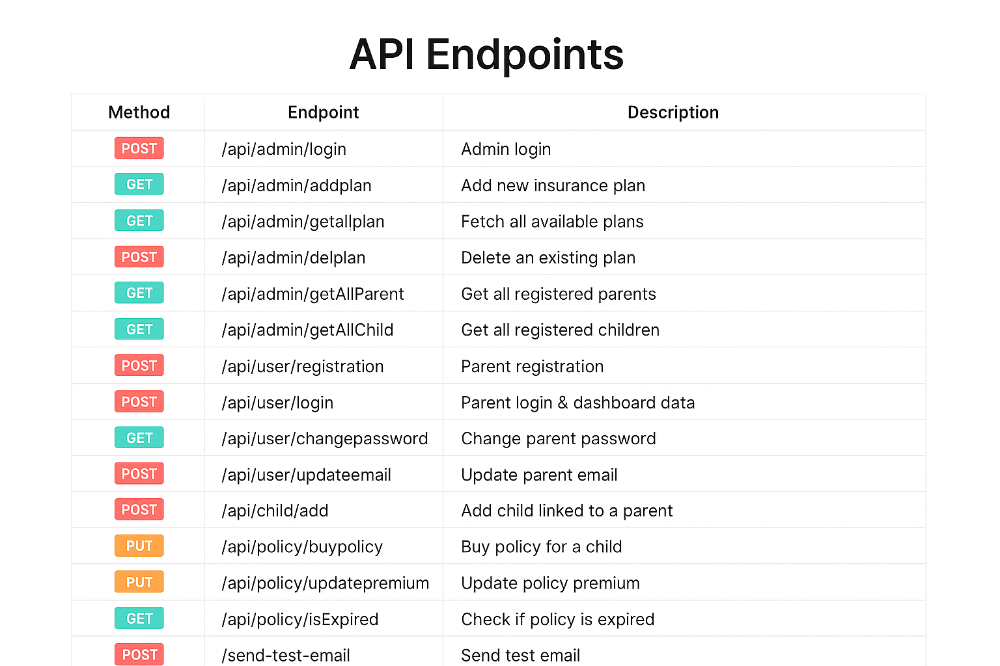 API Endpoints
Method Endpoint Description
POST /api/admin/login Admin login
GET /api/admin/addplan Add new insurance plan
GET /api/admin/getallplan Fetch all available plans
POST /api/admin/delplan Delete an existing plan
GET /api/admin/getAllParent Get all registered parents
GET /api/admin/getAllChild Get all registered children
POST /api/user/registration Parent registration
POST /api/user/login Parent login & dashboard data
GET /api/user/changepassword Change parent password
POST /api/user/updateemail Update parent email
POST /api/child/add Add child linked to a parent
PUT /api/policy/buypolicy Buy policy for a child
PUT /api/policy/updatepremium Update policy premium
GET /api/policy/isExpired Check if policy is expired
POST /send-test-email Send test email